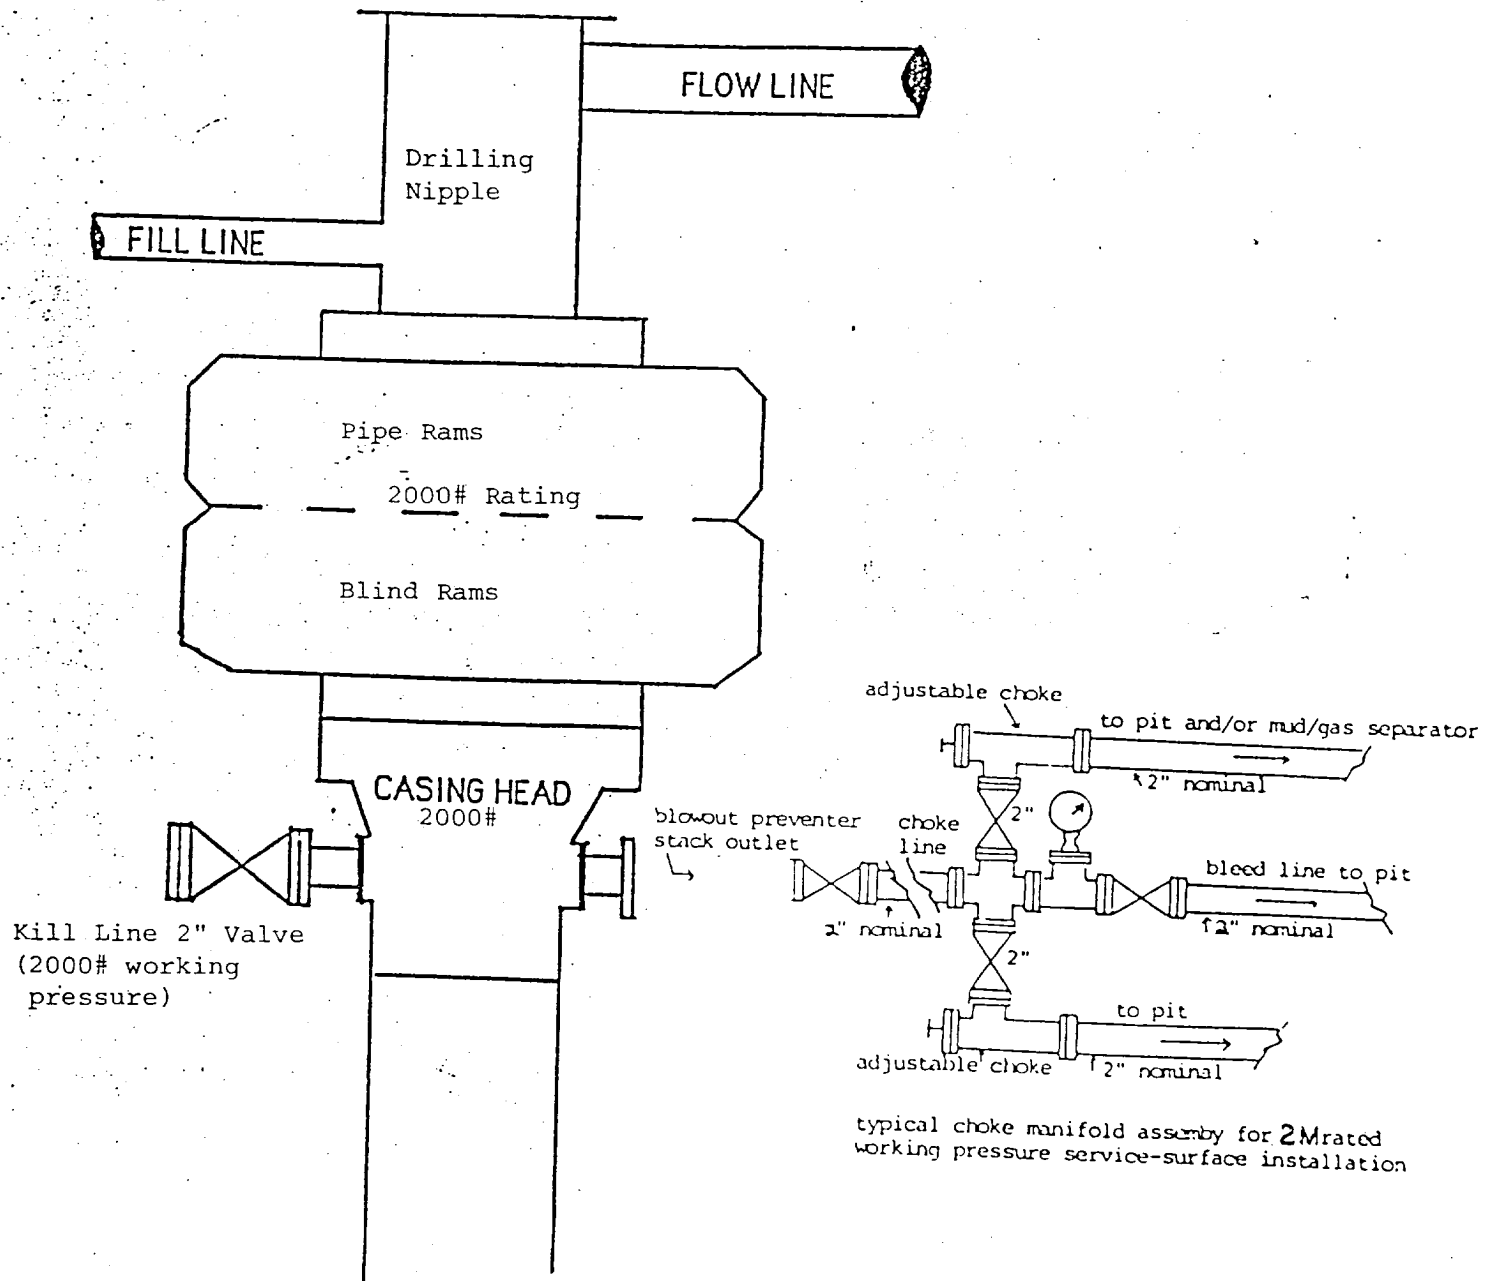 FLOW LINE
Drilling
Nipple
FILL LINE
Pipe Rams
2000# Rating
Blind Rams
CASING HEAD
2000#
Kill Line 2" Valve
(2000# working
pressure)
blowout preventer
stack outlet
choke
line
2" nominal
adjustable choke
to pit and/or mud/gas separator
2" nominal
2"
bleed line to pit
2" nominal
2"
to pit
adjustable choke
2" nominal
typical choke manifold assemby for 2M rated
working pressure service-surface installation